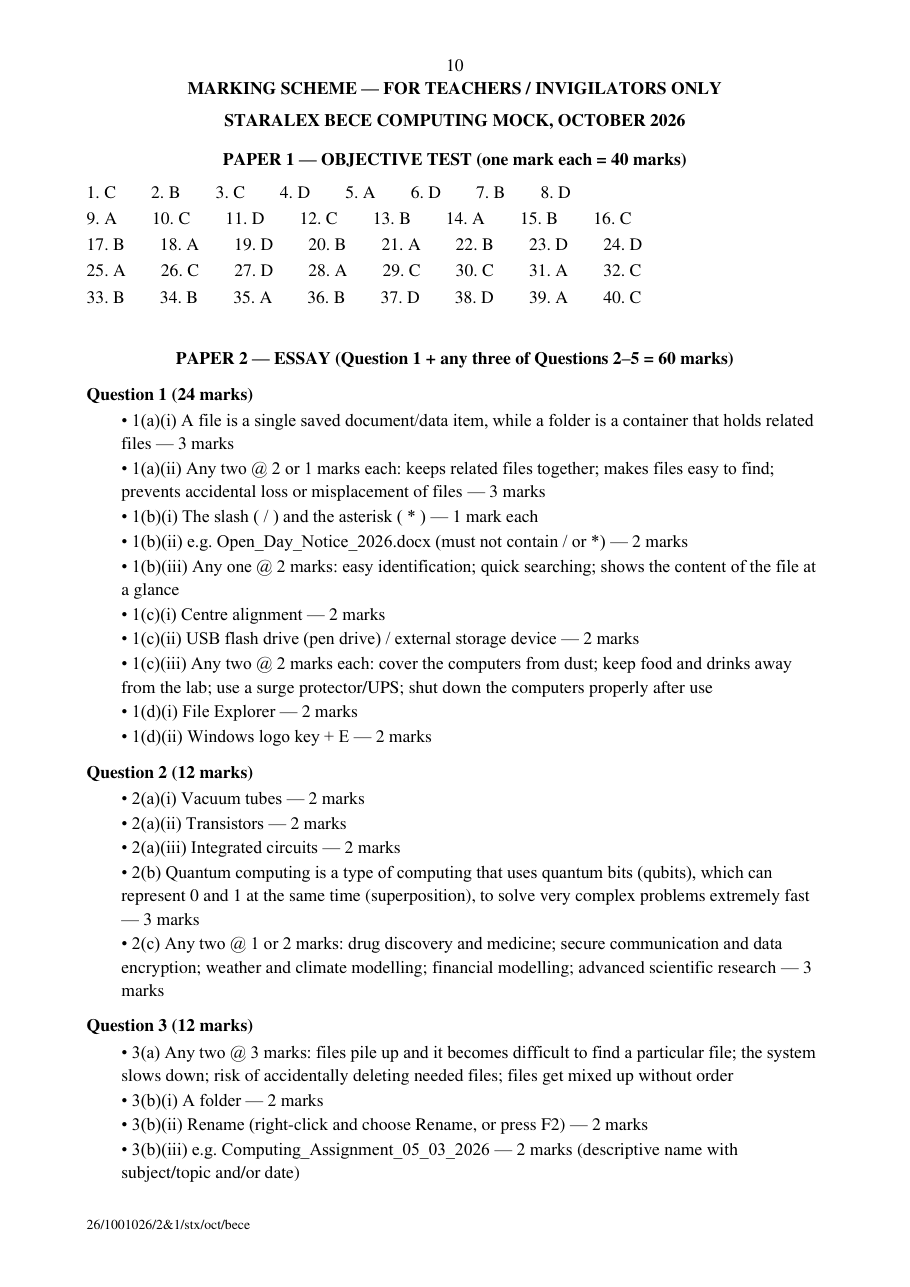 10
MARKING SCHEME — FOR TEACHERS / INVIGILATORS ONLY
STARALEX BECE COMPUTING MOCK, OCTOBER 2026
PAPER 1 — OBJECTIVE TEST (one mark each = 40 marks)
1. C 2. B 3. C 4. D 5. A 6. D 7. B 8. D
9. A 10. C 11. D 12. C 13. B 14. A 15. B 16. C
17. B 18. A 19. D 20. B 21. A 22. B 23. D 24. D
25. A 26. C 27. D 28. A 29. C 30. C 31. A 32. C
33. B 34. B 35. A 36. B 37. D 38. D 39. A 40. C
PAPER 2 — ESSAY (Question 1 + any three of Questions 2–5 = 60 marks)
Question 1 (24 marks)
• 1(a)(i) A file is a single saved document/data item, while a folder is a container that holds related
files — 3 marks
• 1(a)(ii) Any two @ 2 or 1 marks each: keeps related files together; makes files easy to find;
prevents accidental loss or misplacement of files — 3 marks
• 1(b)(i) The slash ( / ) and the asterisk ( * ) — 1 mark each
• 1(b)(ii) e.g. Open_Day_Notice_2026.docx (must not contain / or *) — 2 marks
• 1(b)(iii) Any one @ 2 marks: easy identification; quick searching; shows the content of the file at
a glance
• 1(c)(i) Centre alignment — 2 marks
• 1(c)(ii) USB flash drive (pen drive) / external storage device — 2 marks
• 1(c)(iii) Any two @ 2 marks each: cover the computers from dust; keep food and drinks away
from the lab; use a surge protector/UPS; shut down the computers properly after use
• 1(d)(i) File Explorer — 2 marks
• 1(d)(ii) Windows logo key + E — 2 marks
Question 2 (12 marks)
• 2(a)(i) Vacuum tubes — 2 marks
• 2(a)(ii) Transistors — 2 marks
• 2(a)(iii) Integrated circuits — 2 marks
• 2(b) Quantum computing is a type of computing that uses quantum bits (qubits), which can
represent 0 and 1 at the same time (superposition), to solve very complex problems extremely fast
— 3 marks
• 2(c) Any two @ 1 or 2 marks: drug discovery and medicine; secure communication and data
encryption; weather and climate modelling; financial modelling; advanced scientific research — 3
marks
Question 3 (12 marks)
• 3(a) Any two @ 3 marks: files pile up and it becomes difficult to find a particular file; the system
slows down; risk of accidentally deleting needed files; files get mixed up without order
• 3(b)(i) A folder — 2 marks
• 3(b)(ii) Rename (right-click and choose Rename, or press F2) — 2 marks
• 3(b)(iii) e.g. Computing_Assignment_05_03_2026 — 2 marks (descriptive name with
subject/topic and/or date)
26/1001026/2&1/stx/oct/bece